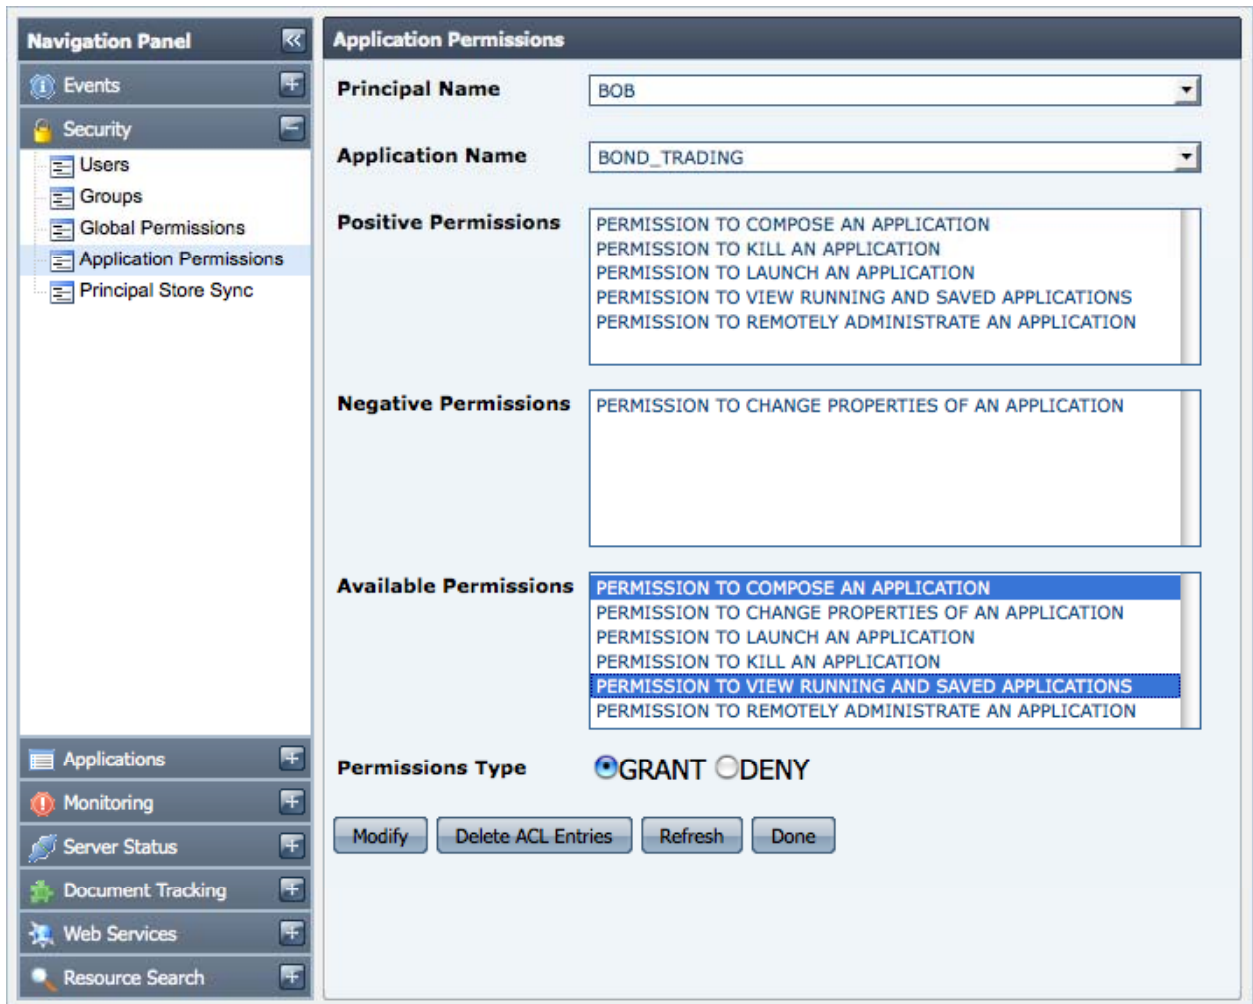 Navigation Panel
Events
Security
Users
Groups
Global Permissions
Application Permissions
Principal Store Sync
Applications
Monitoring
Server Status
Document Tracking
Web Services
Resource Search
Application Permissions
Principal Name
BOB
Application Name
BOND_TRADING
Positive Permissions
PERMISSION TO COMPOSE AN APPLICATION
PERMISSION TO KILL AN APPLICATION
PERMISSION TO LAUNCH AN APPLICATION
PERMISSION TO VIEW RUNNING AND SAVED APPLICATIONS
PERMISSION TO REMOTELY ADMINISTRATE AN APPLICATION
Negative Permissions
PERMISSION TO CHANGE PROPERTIES OF AN APPLICATION
Available Permissions
PERMISSION TO COMPOSE AN APPLICATION
PERMISSION TO CHANGE PROPERTIES OF AN APPLICATION
PERMISSION TO LAUNCH AN APPLICATION
PERMISSION TO KILL AN APPLICATION
PERMISSION TO VIEW RUNNING AND SAVED APPLICATIONS
PERMISSION TO REMOTELY ADMINISTRATE AN APPLICATION
Permissions Type
GRANT DENY
Modify Delete ACL Entries Refresh Done